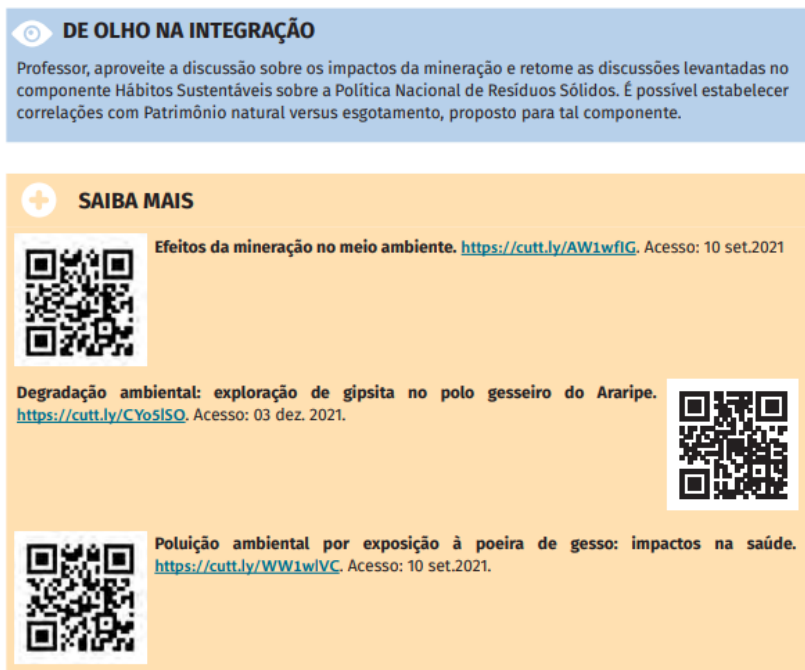 DE OLHO NA INTEGRAÇÃO
Professor, aproveite a discussão sobre os impactos da mineração e retome as discussões levantadas no
componente Hábitos Sustentáveis sobre a Política Nacional de Resíduos Sólidos. É possível estabelecer
correlações com Patrimônio natural versus esgotamento, proposto para tal componente.
SAIBA MAIS
Efeitos da mineração no meio ambiente. https://cutt.ly/AW1wfIG. Acesso: 10 set.2021
Degradação ambiental: exploração de gipsita no polo gesseiro do Araripe.
https://cutt.ly/CYo5lSO. Acesso: 03 dez. 2021.
Poluição ambiental por exposição à poeira de gesso: impactos na saúde.
https://cutt.ly/WW1wlVC. Acesso: 10 set.2021.